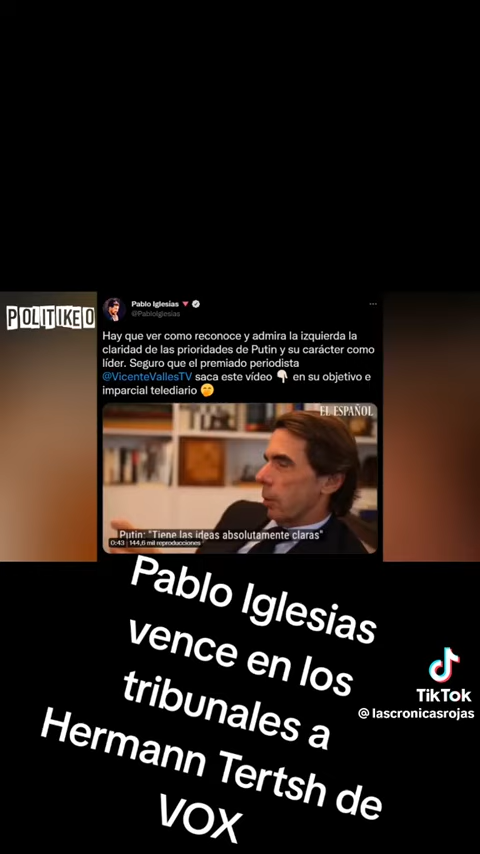 POLITIKEO
Pablo Iglesias
@PabloIglesias
Hay que ver como reconoce y admira la izquierda la
claridad de las prioridades de Putin y su carácter como
líder. Seguro que el premiado periodista
@VicenteVallesTV saca este vídeo 👇🏻 en su objetivo e
imparcial telediario 🤭
EL ESPAÑOL
Putin: "Tiene las ideas absolutamente claras"
0:43 | 144,6 mil reproducciones
Pablo Iglesias
vence en los
tribunales a
Hermann Tertsh de
VOX
TikTok
@lascronicasrojas